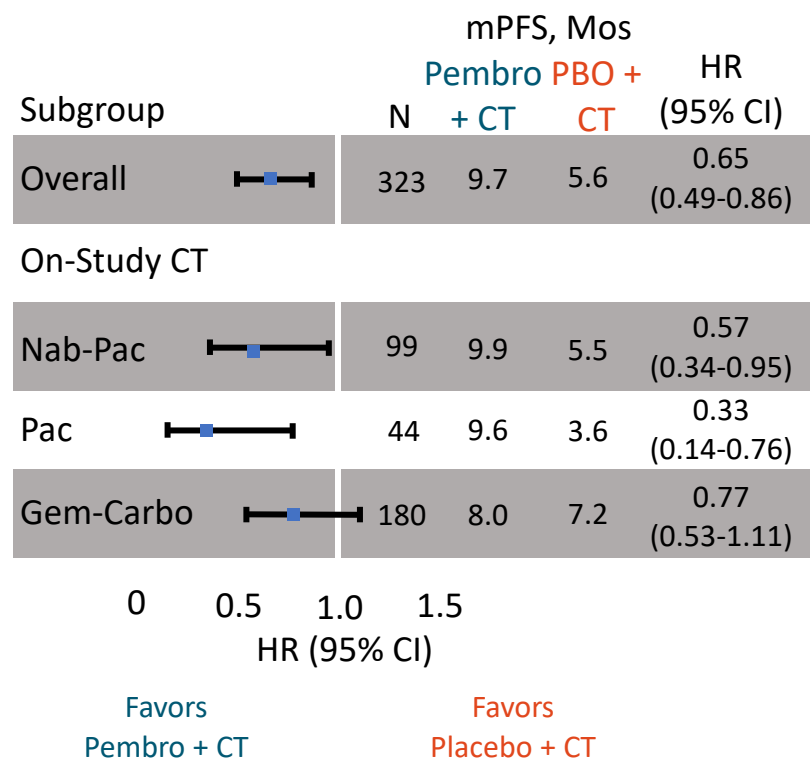 mPFS, Mos
Subgroup N Pembro + CT PBO + CT HR (95% CI)
Overall 323 9.7 5.6 0.65 (0.49-0.86)
On-Study CT
Nab-Pac 99 9.9 5.5 0.57 (0.34-0.95)
Pac 44 9.6 3.6 0.33 (0.14-0.76)
Gem-Carbo 180 8.0 7.2 0.77 (0.53-1.11)
0 0.5 1.0 1.5
HR (95% CI)
Favors
Pembro + CT
Favors
Placebo + CT